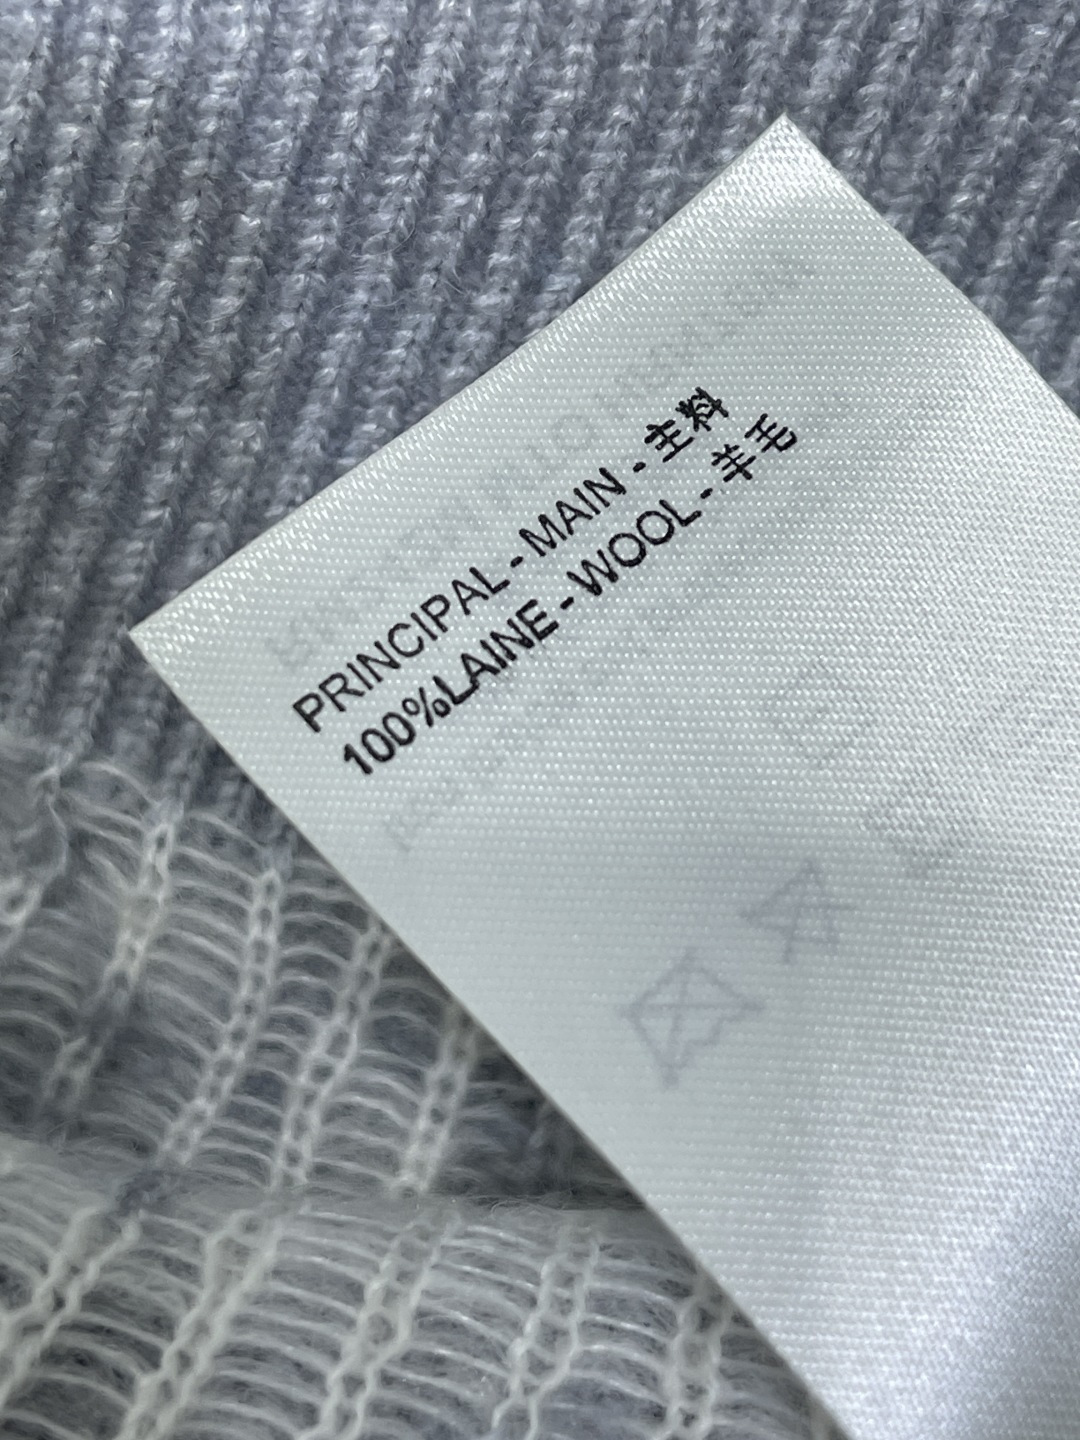 PRINCIPAL - MAIN - 主料
100%LAINE - WOOL - 羊毛